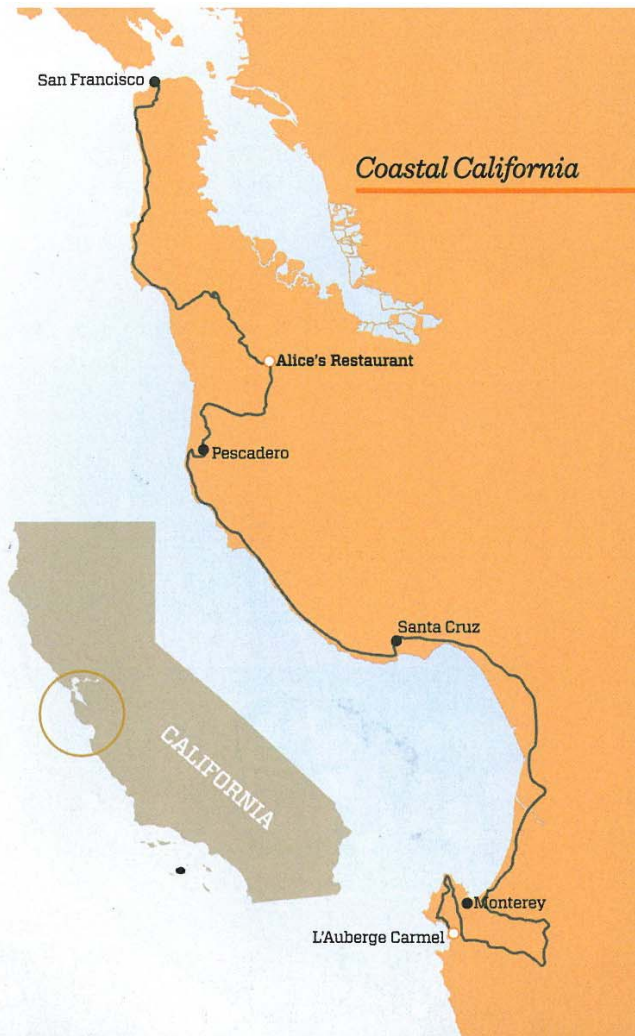 San Francisco
Coastal California
Alice's Restaurant
Pescadero
Santa Cruz
CALIFORNIA
Monterey
L'Auberge Carmel